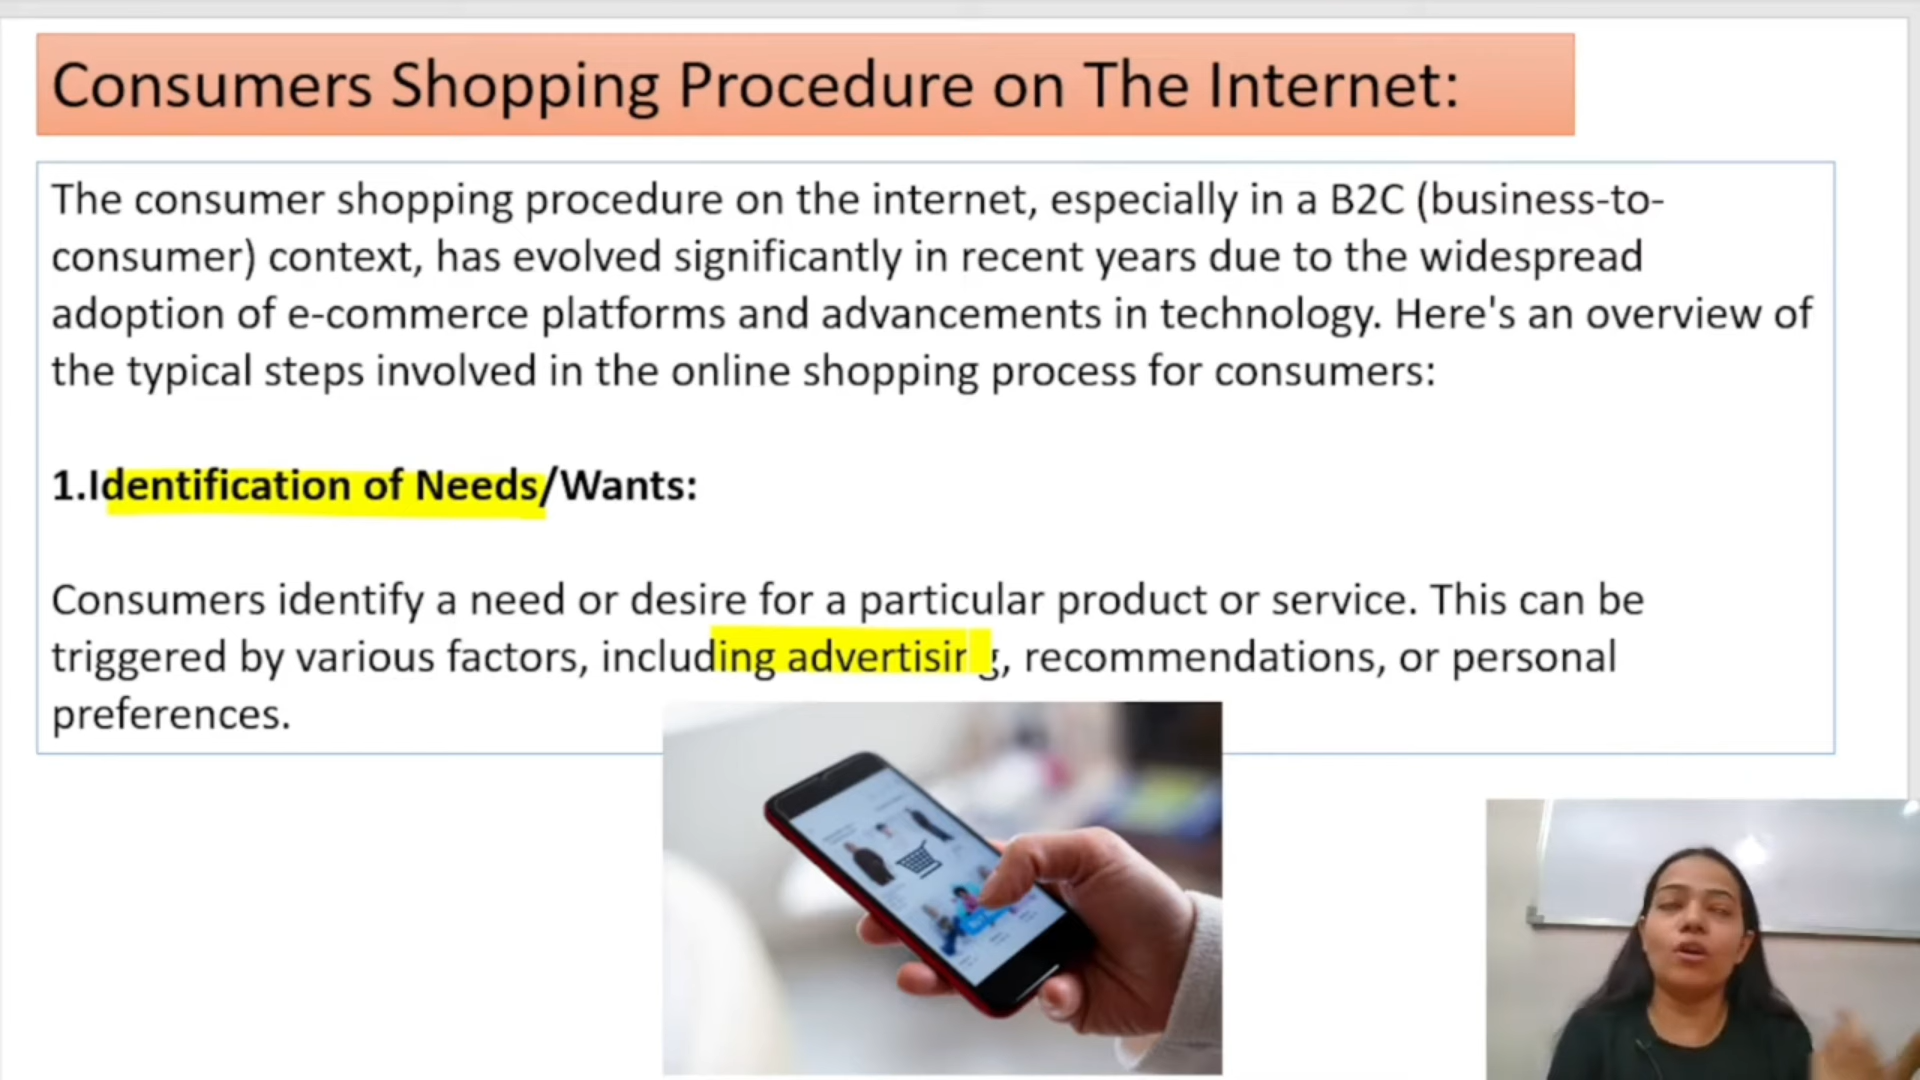 Consumers Shopping Procedure on The Internet:
The consumer shopping procedure on the internet, especially in a B2C (business-to-
consumer) context, has evolved significantly in recent years due to the widespread
adoption of e-commerce platforms and advancements in technology. Here's an overview of
the typical steps involved in the online shopping process for consumers:
1.Identification of Needs/Wants:
Consumers identify a need or desire for a particular product or service. This can be
triggered by various factors, including advertising, recommendations, or personal
preferences.